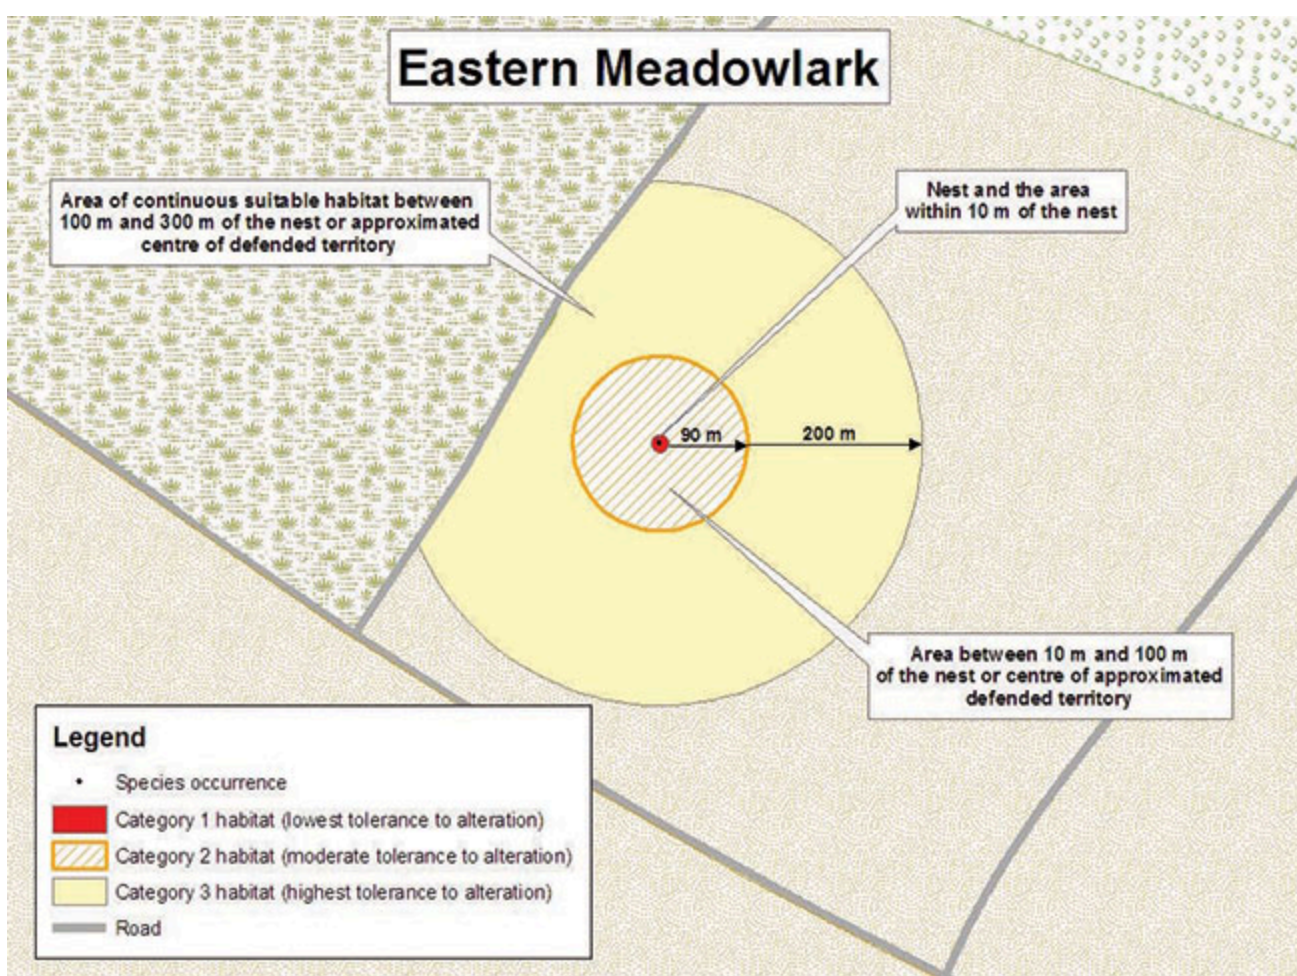 Eastern Meadowlark
Area of continuous suitable habitat between
100 m and 300 m of the nest or approximated
centre of defended territory
Nest and the area
within 10 m of the nest
90 m
200 m
Area between 10 m and 100 m
of the nest or centre of approximated
defended territory
Legend
Species occurrence
Category 1 habitat (lowest tolerance to alteration)
Category 2 habitat (moderate tolerance to alteration)
Category 3 habitat (highest tolerance to alteration)
Road